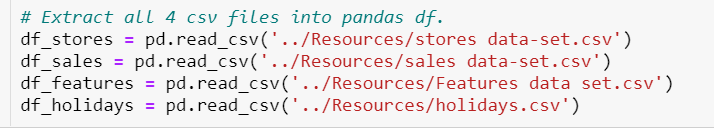 # Extract all 4 csv files into pandas df.
df_stores = pd.read_csv('../Resources/stores data-set.csv')
df_sales = pd.read_csv('../Resources/sales data-set.csv')
df_features = pd.read_csv('../Resources/Features data set.csv')
df_holidays = pd.read_csv('../Resources/holidays.csv')